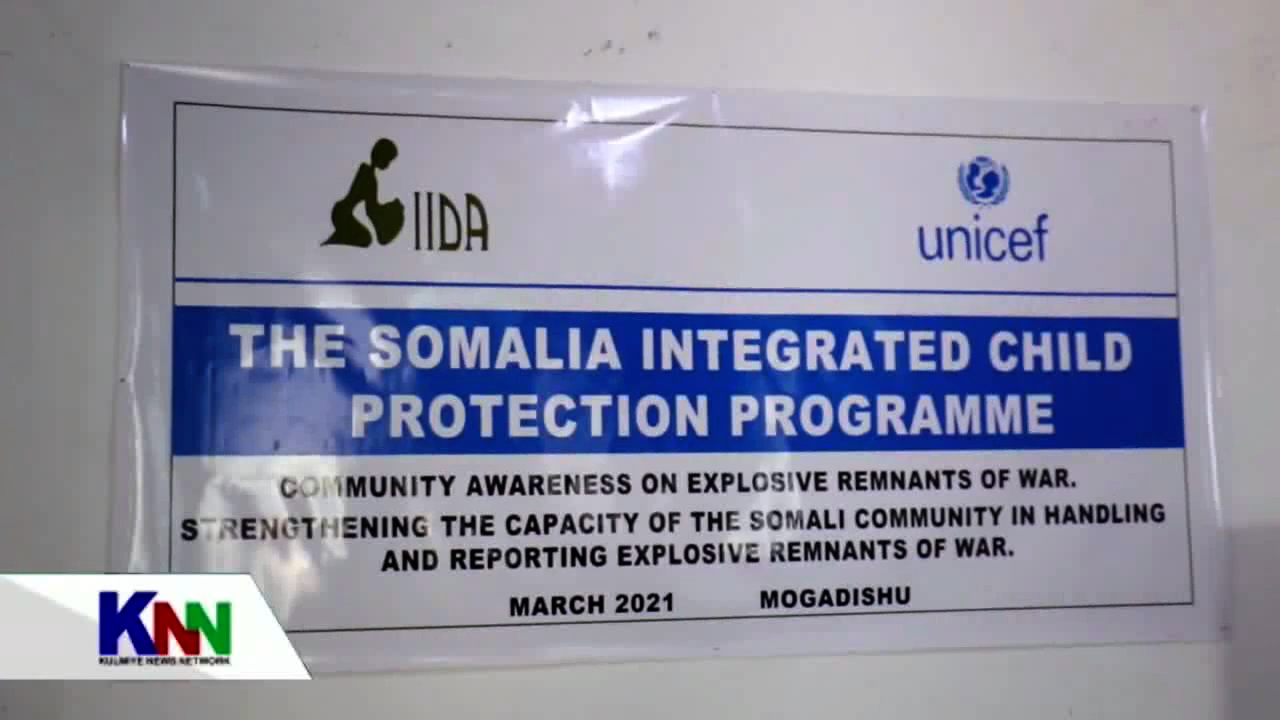 IIDA
unicef
THE SOMALIA INTEGRATED CHILD
PROTECTION PROGRAMME
COMMUNITY AWARENESS ON EXPLOSIVE REMNANTS OF WAR.
STRENGTHENING THE CAPACITY OF THE SOMALI COMMUNITY IN HANDLING
AND REPORTING EXPLOSIVE REMNANTS OF WAR.
MARCH 2021 MOGADISHU
KNN
KULMIYE NEWS NETWORK